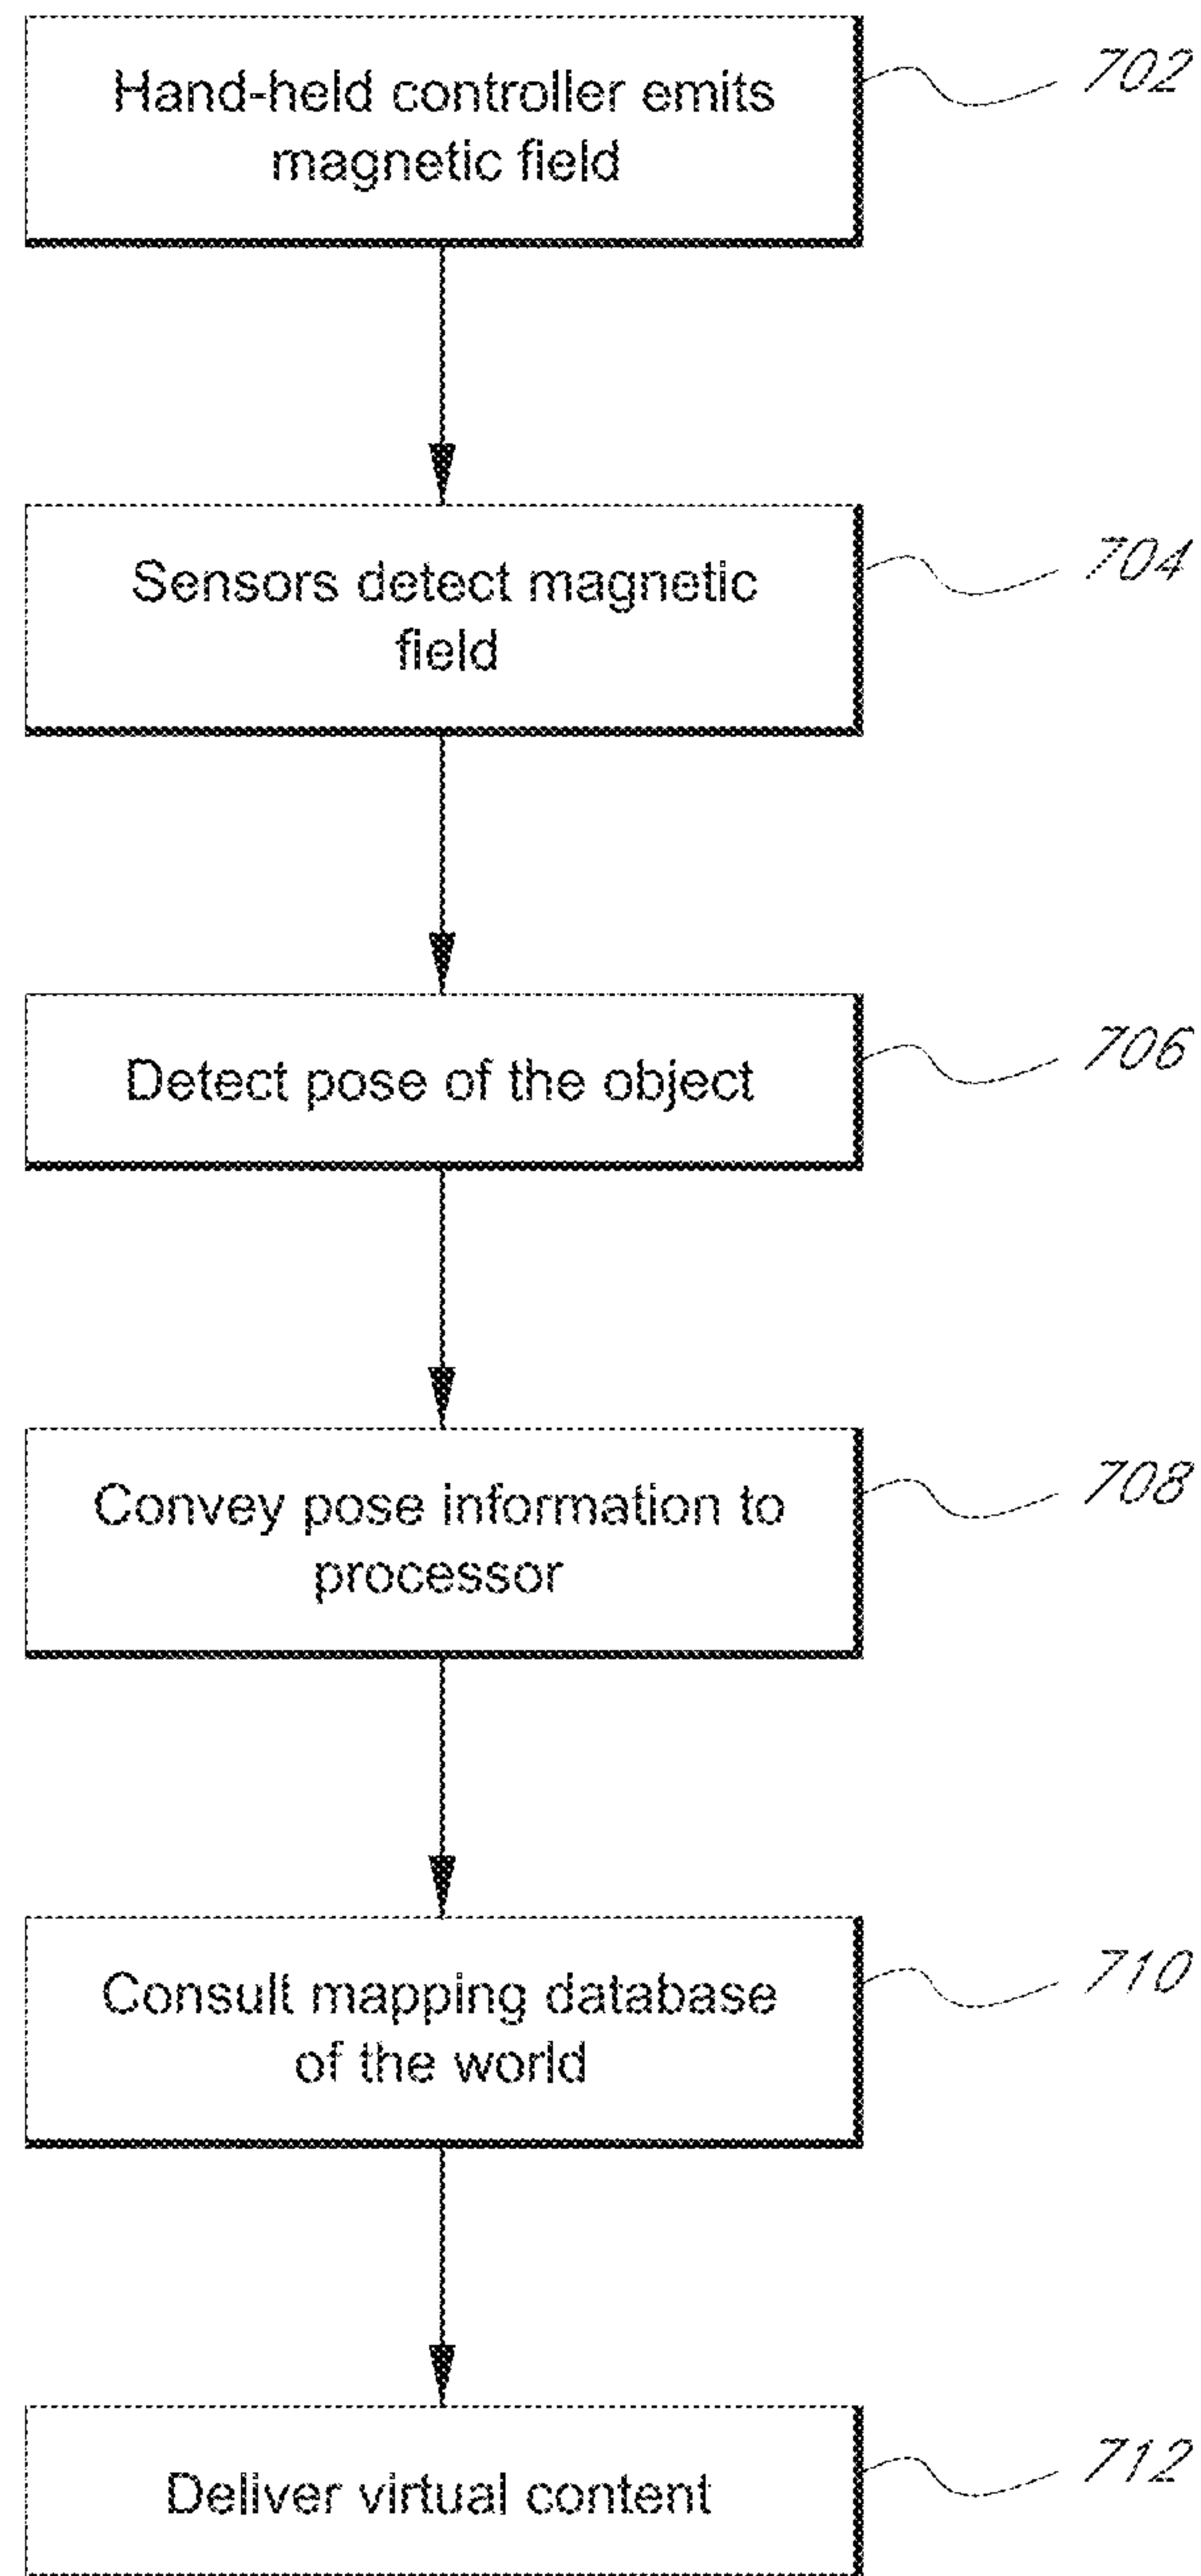 Hand-held controller emits
magnetic field
702
Sensors detect magnetic
field
704
Detect pose of the object
706
Convey pose information to
processor
708
Consult mapping database
of the world
710
Deliver virtual content
712